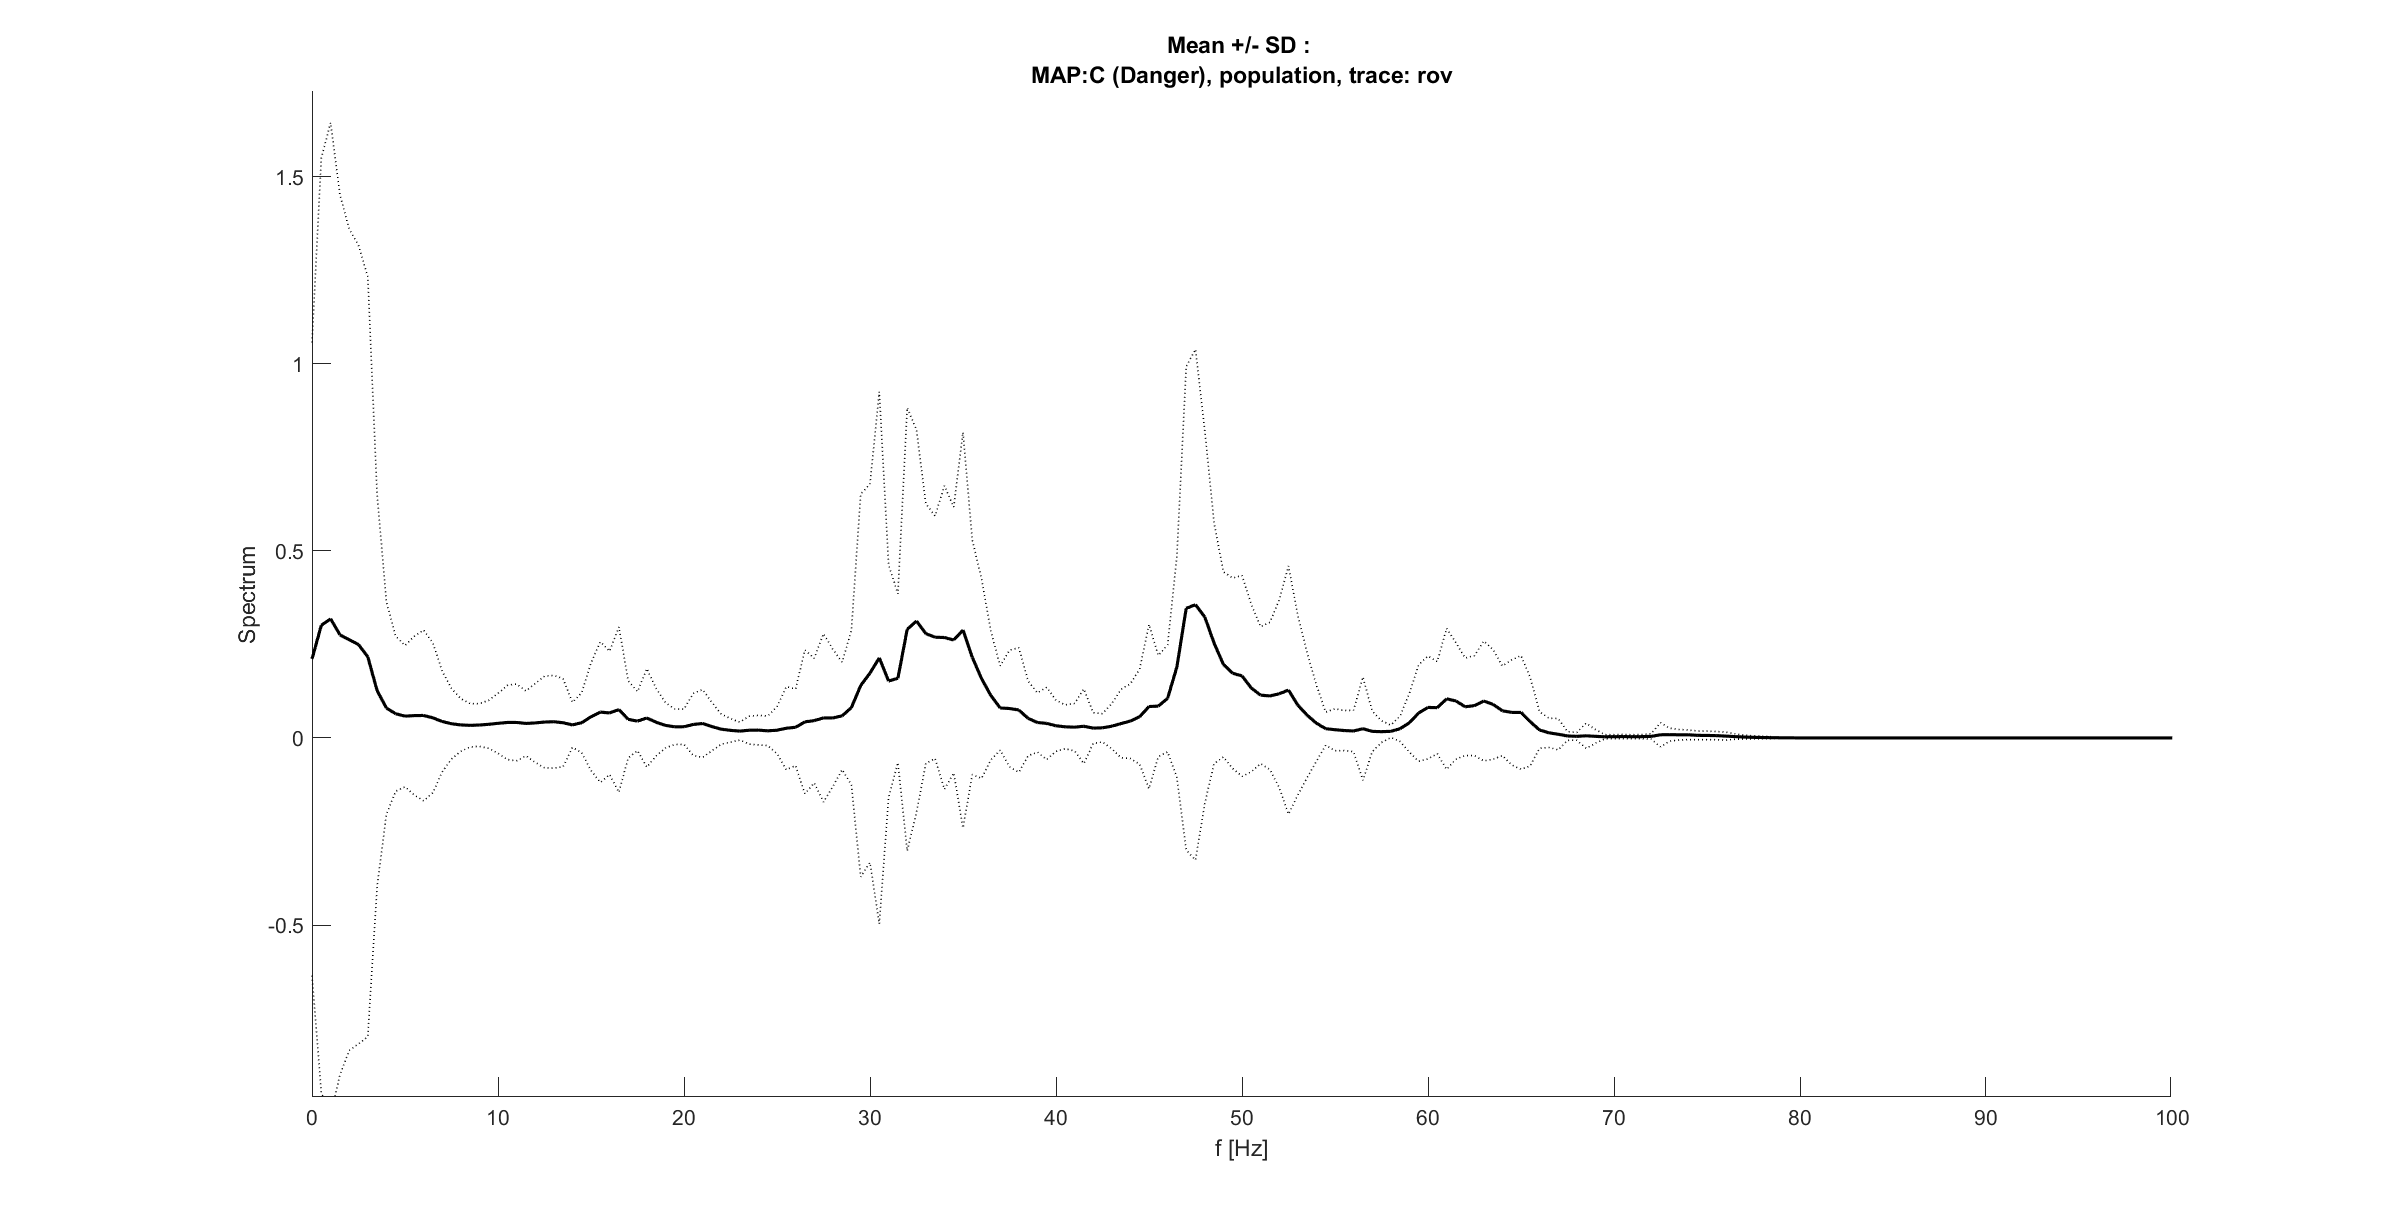 Mean +/- SD :
MAP:C (Danger), population, trace: rov
1.5
1
0.5
0
-0.5
Spectrum
0 10 20 30 40 50 60 70 80 90 100
f [Hz]